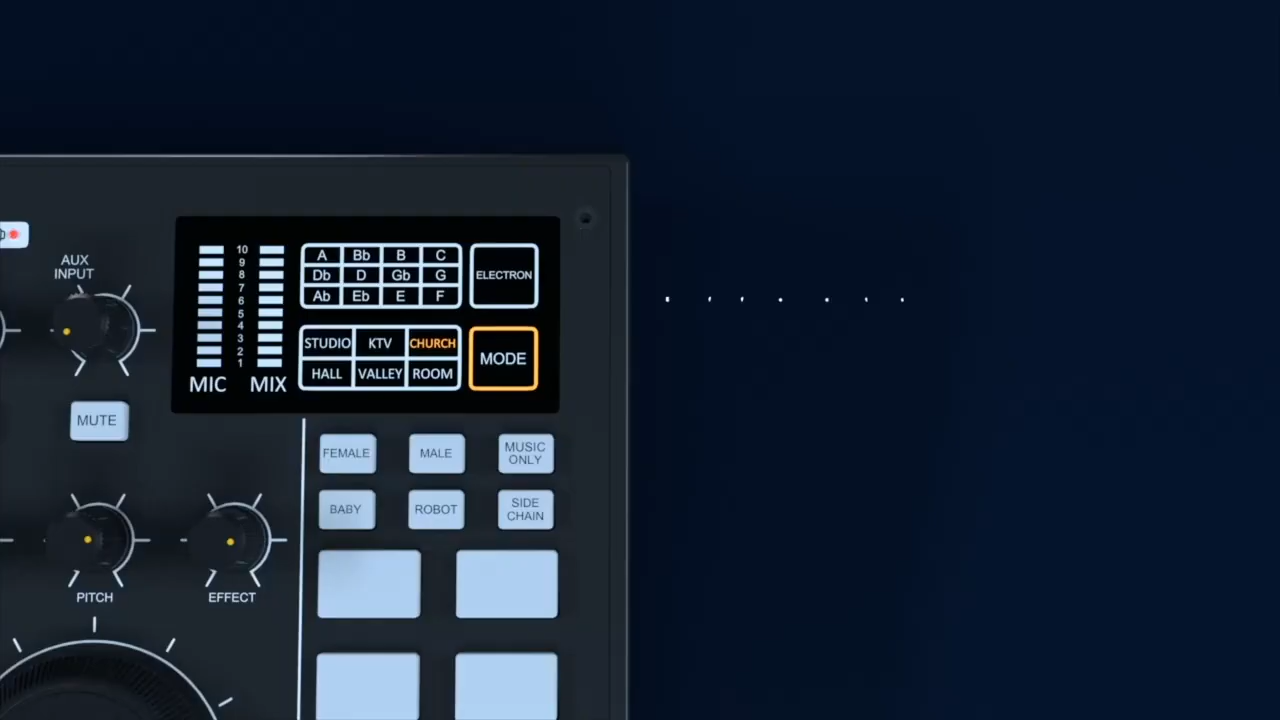 AUX
INPUT
MUTE
PITCH
EFFECT
10
9
8
7
6
5
4
3
2
1
MIC MIX
A Bb B C
Db D Gb G
Ab Eb E F
ELECTRON
STUDIO KTV CHURCH
HALL VALLEY ROOM
MODE
FEMALE MALE MUSIC
ONLY
BABY ROBOT SIDE
CHAIN